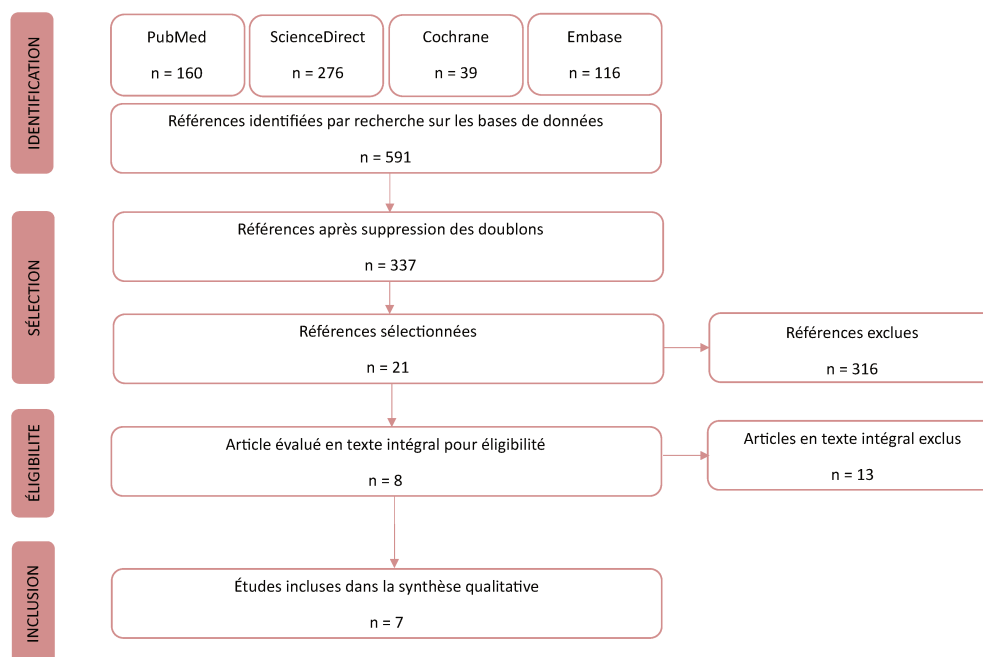 IDENTIFICATION
PubMed
n = 160
ScienceDirect
n = 276
Cochrane
n = 39
Embase
n = 116
Références identifiées par recherche sur les bases de données
n = 591
SÉLECTION
Références après suppression des doublons
n = 337
Références sélectionnées
n = 21
Références exclues
n = 316
ÉLIGIBILITE
Article évalué en texte intégral pour éligibilité
n = 8
Articles en texte intégral exclus
n = 13
INCLUSION
Études incluses dans la synthèse qualitative
n = 7